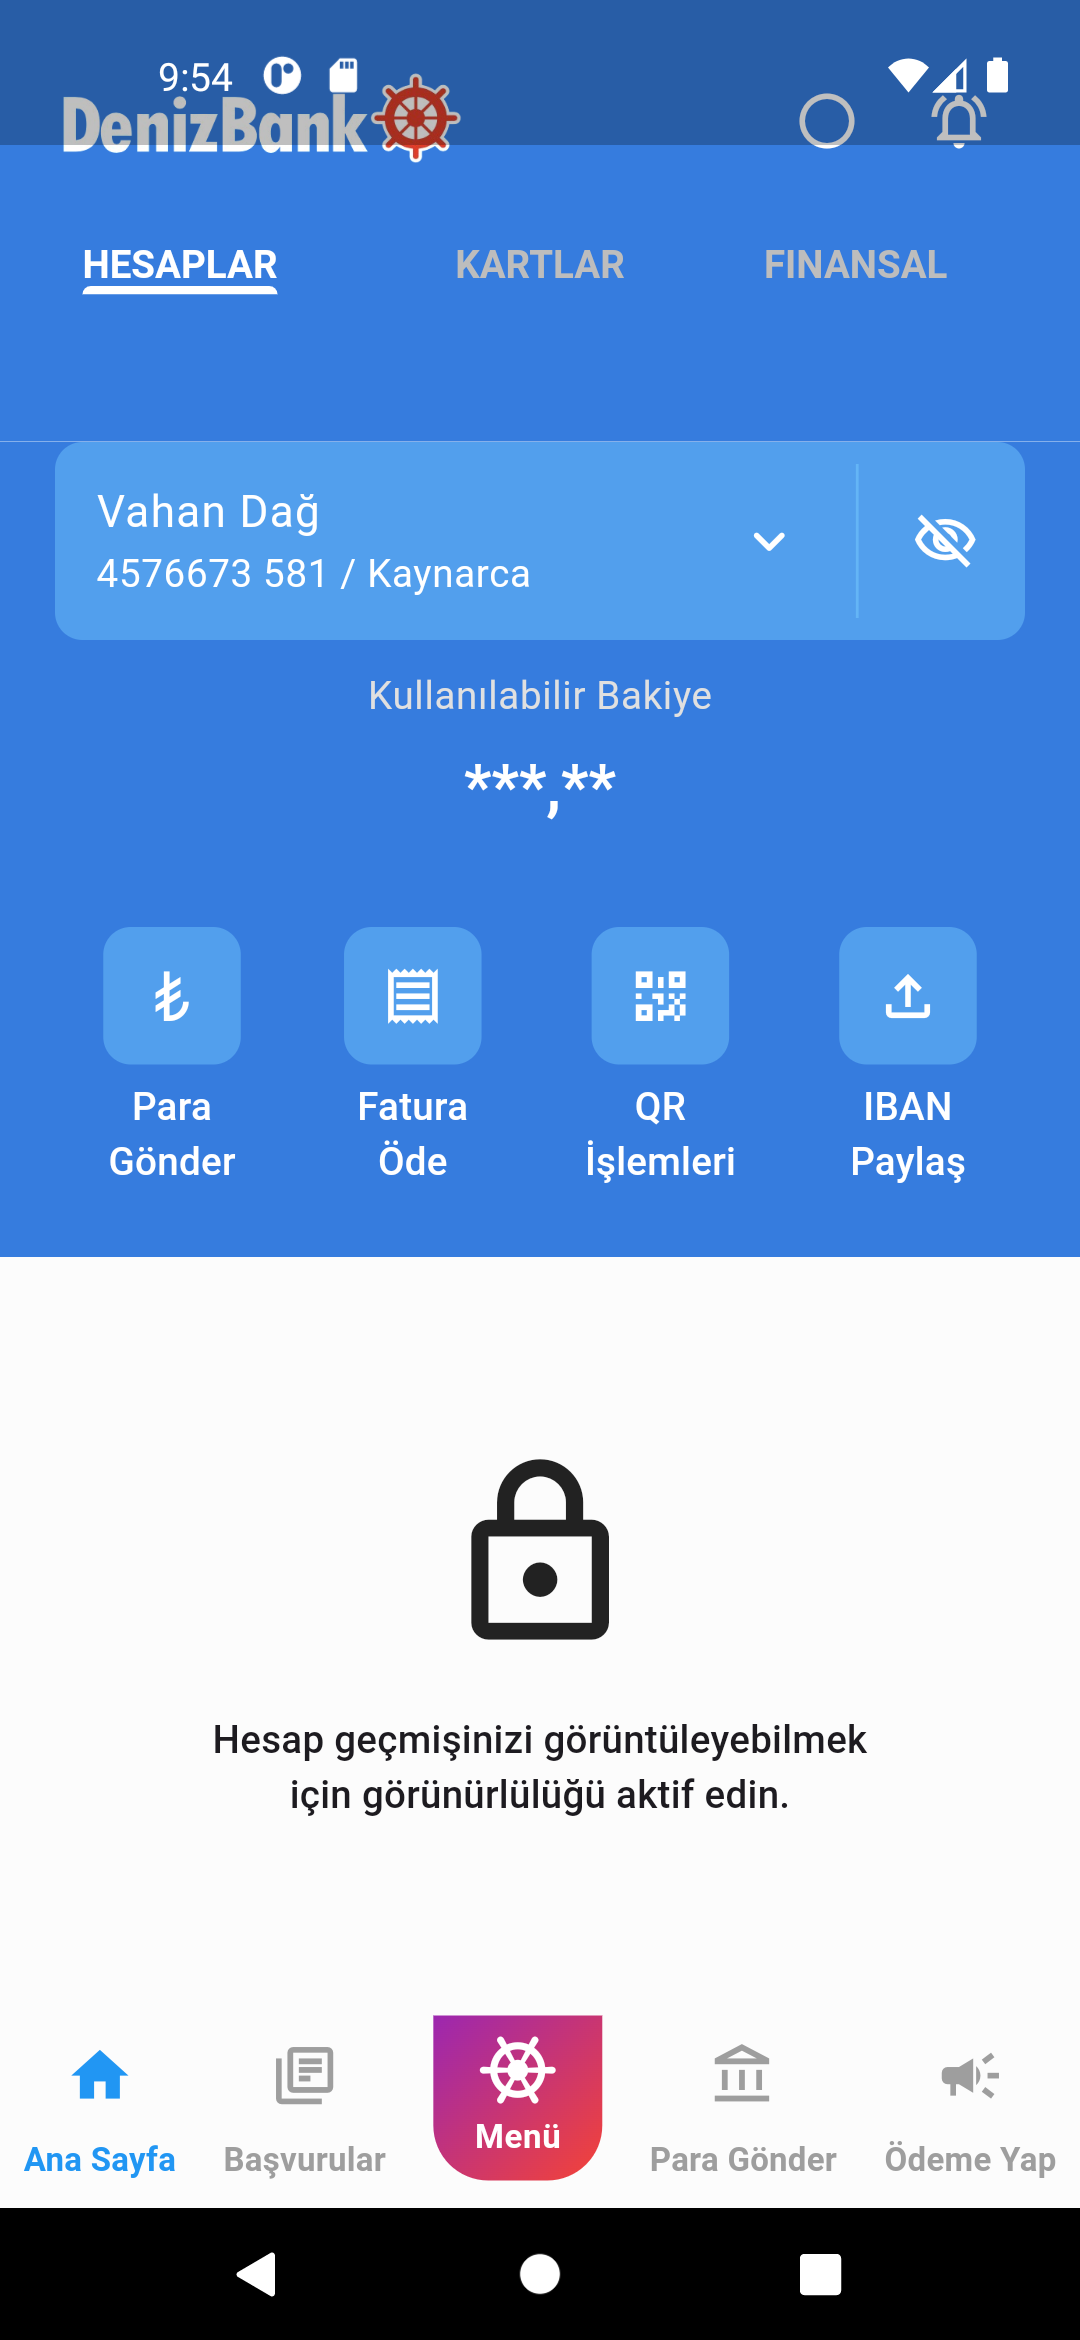 9:54
DenizBank
HESAPLAR
KARTLAR
FINANSAL
Vahan Dağ
4576673 581 / Kaynarca
Kullanılabilir Bakiye
***,**
Para
Gönder
Fatura
Öde
QR
İşlemleri
IBAN
Paylaş
Hesap geçmişinizi görüntüleyebilmek
için görünürlülüğü aktif edin.
Ana Sayfa
Başvurular
Menü
Para Gönder
Ödeme Yap